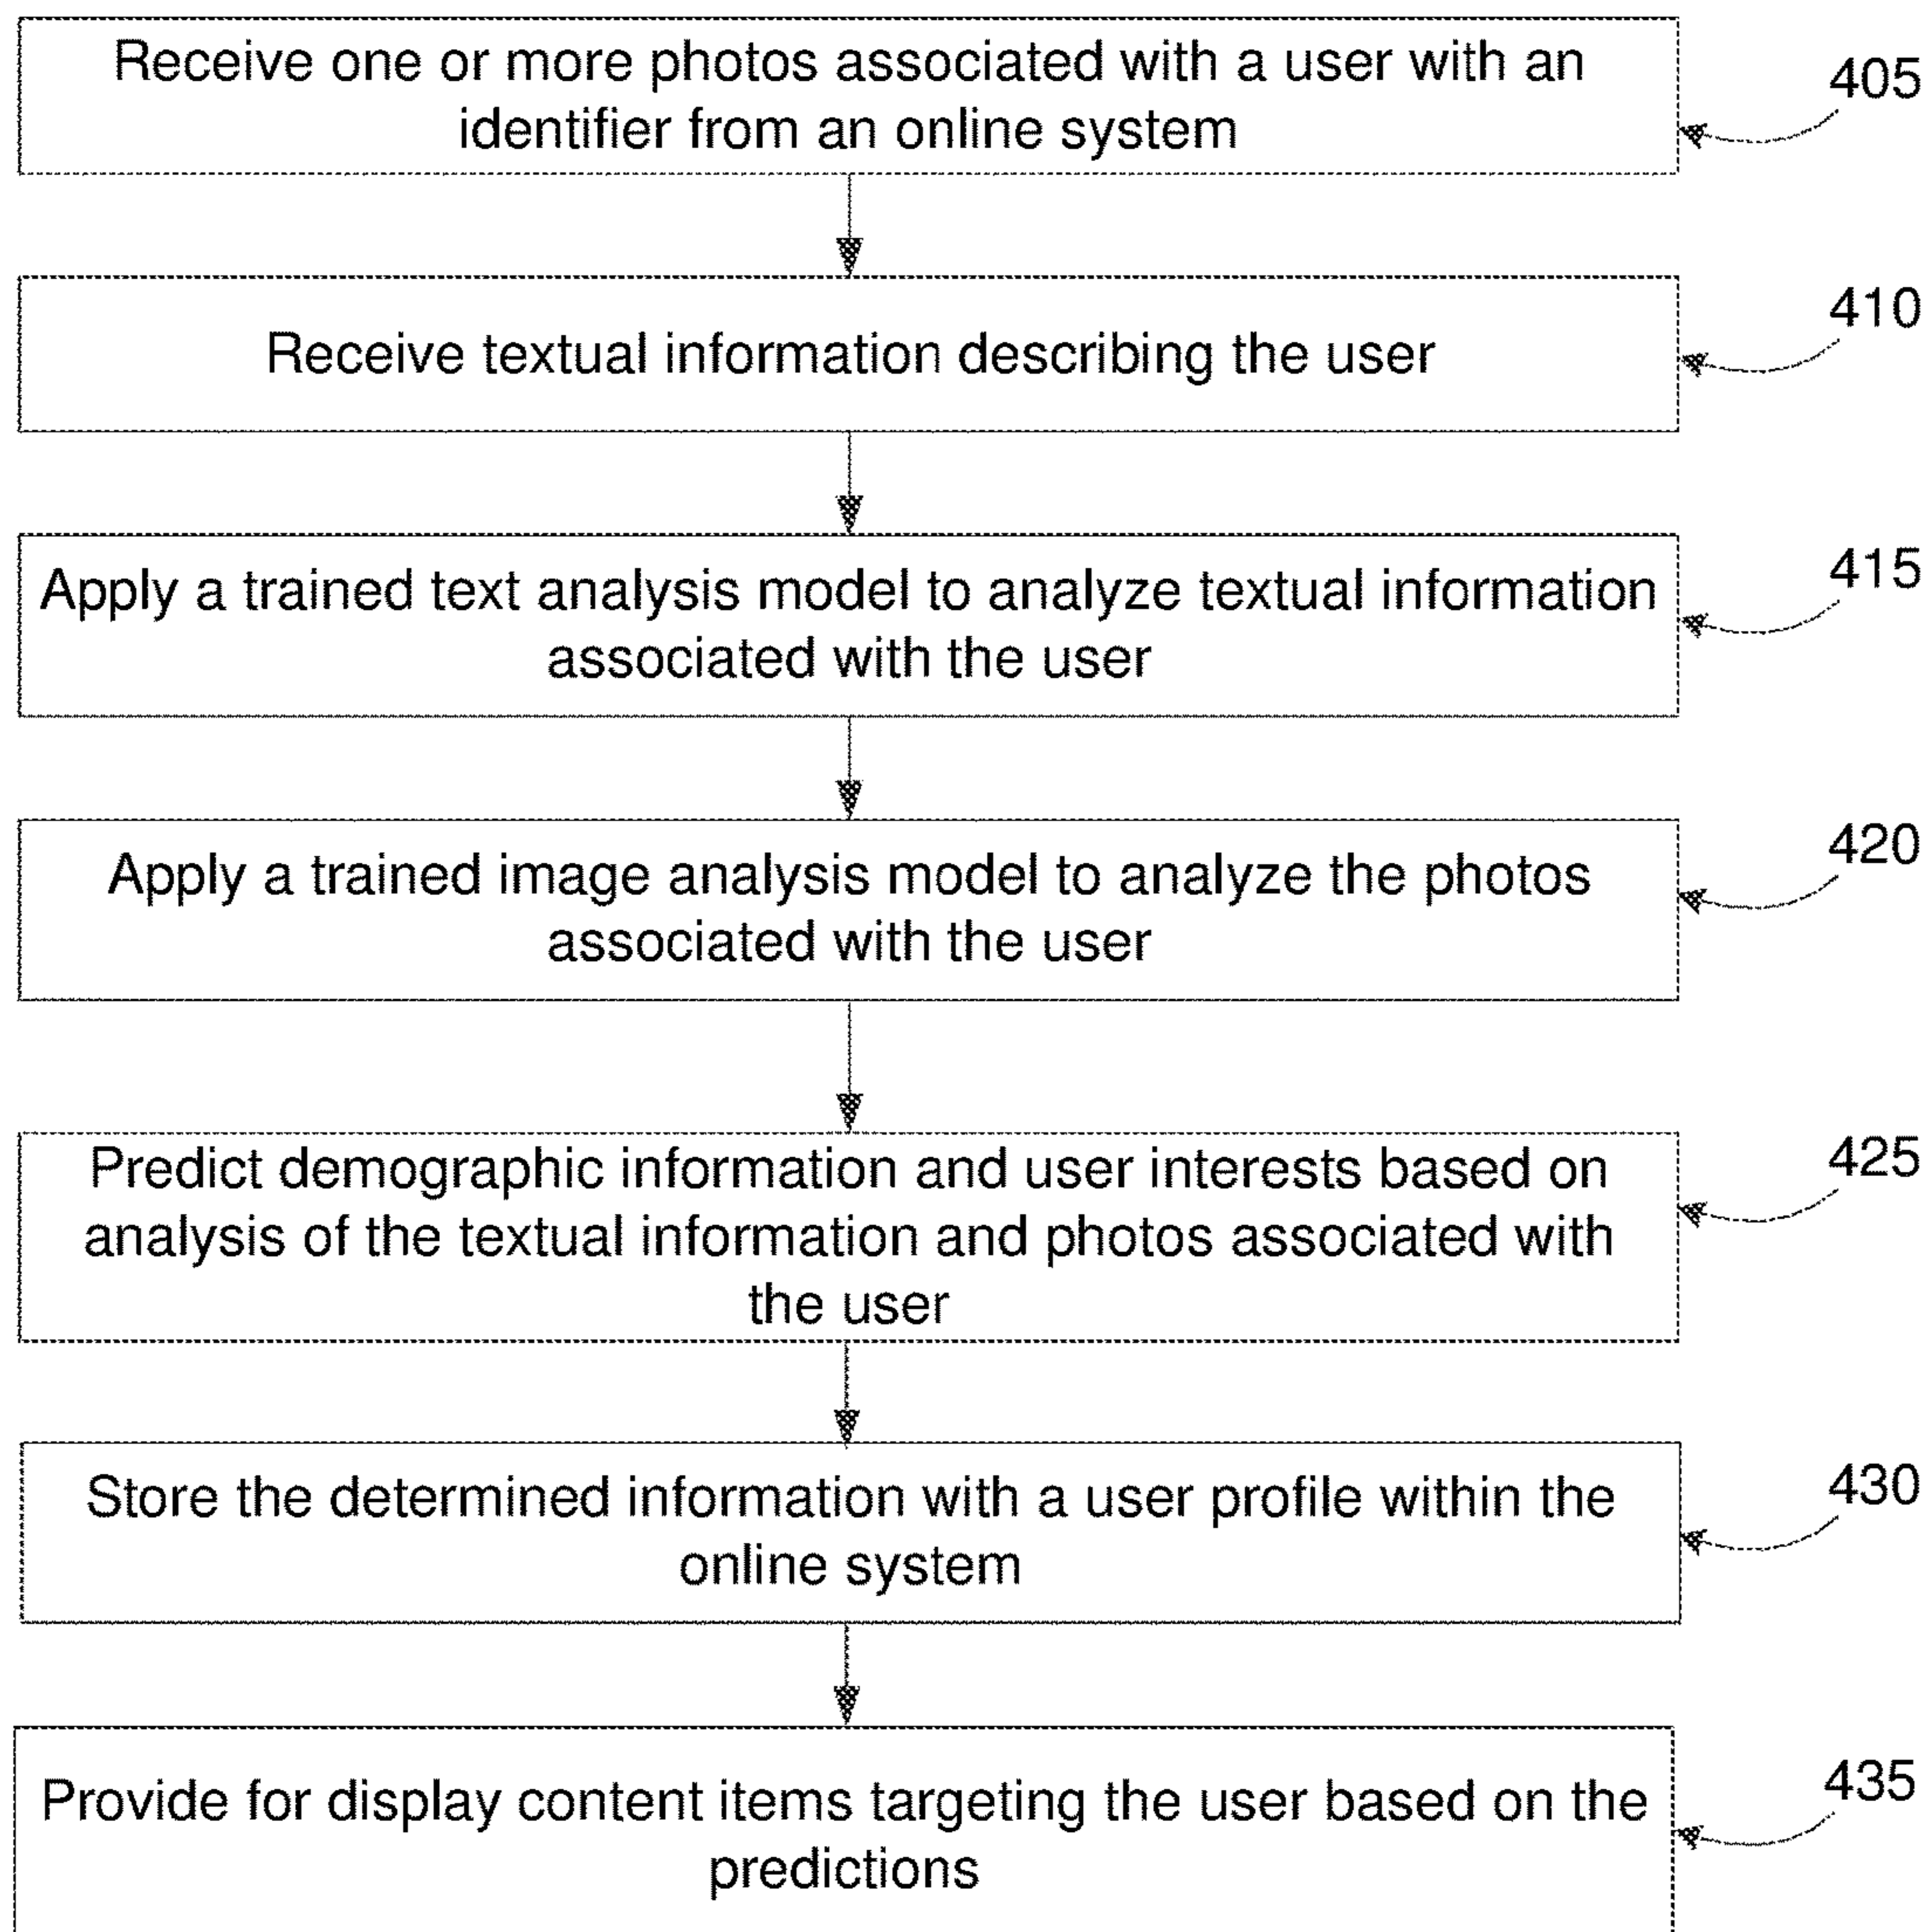 Receive one or more photos associated with a user with an
identifier from an online system
405
Receive textual information describing the user
410
Apply a trained text analysis model to analyze textual information
associated with the user
415
Apply a trained image analysis model to analyze the photos
associated with the user
420
Predict demographic information and user interests based on
analysis of the textual information and photos associated with
the user
425
Store the determined information with a user profile within the
online system
430
Provide for display content items targeting the user based on the
predictions
435